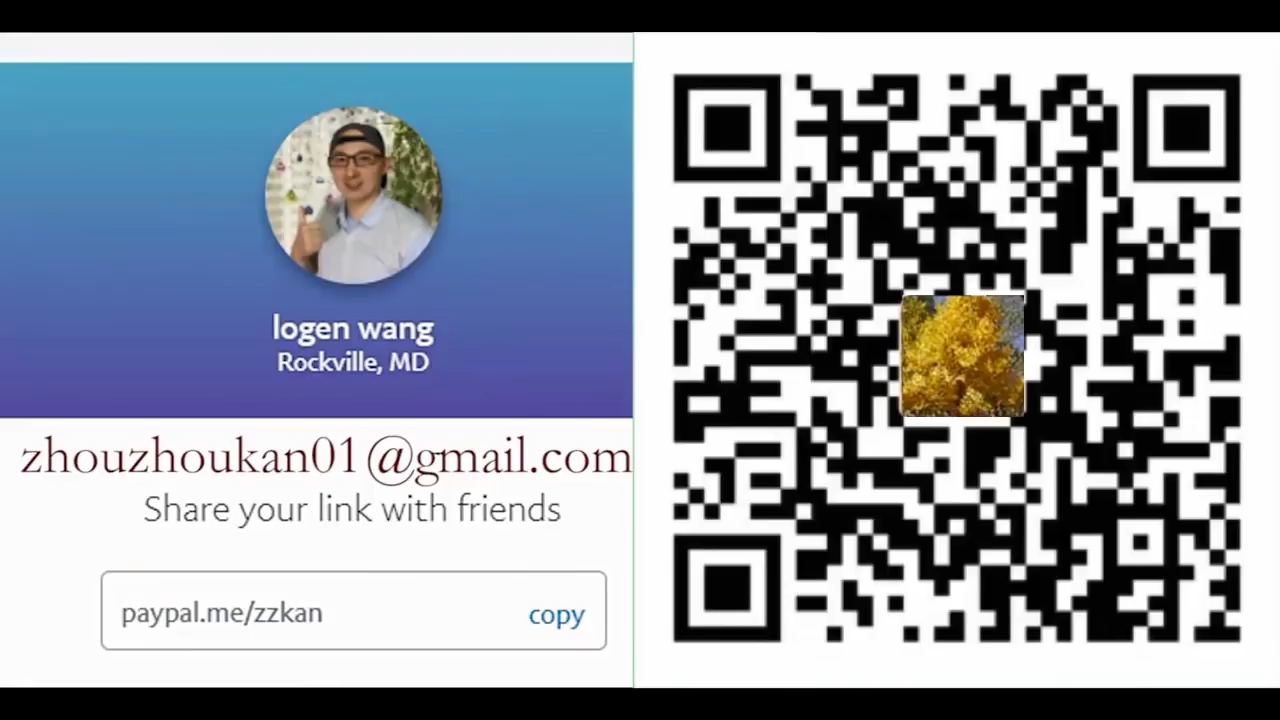 logen wang
Rockville, MD
zhouzhoukan01@gmail.com
Share your link with friends
paypal.me/zzkan copy